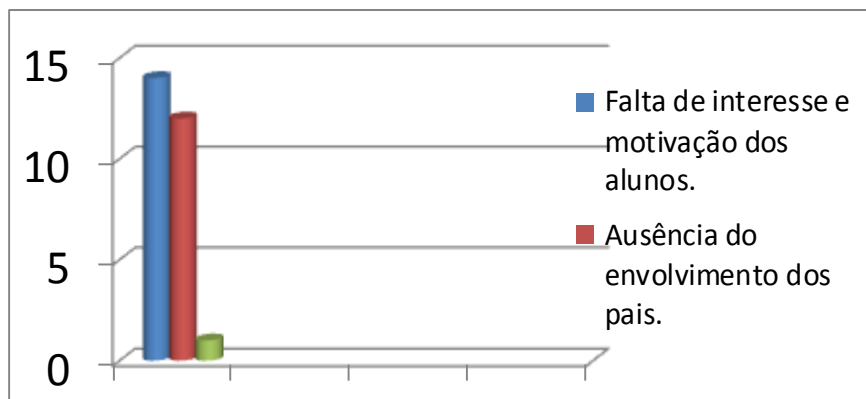 15
10
5
0
Falta de interesse e
motivação dos
alunos.
Ausência do
envolvimento dos
pais.